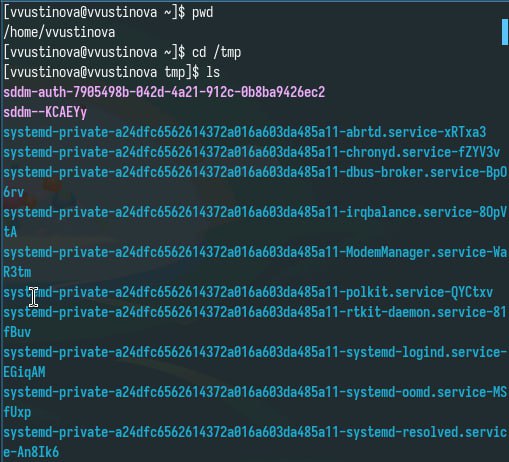 [vvustinova@vvustinova ~]$ pwd
/home/vvustinova
[vvustinova@vvustinova ~]$ cd /tmp
[vvustinova@vvustinova tmp]$ ls
sddm-auth-7905498b-042d-4a21-912c-0b8ba9426ec2
sddm--KCAEYy
systemd-private-a24dfc6562614372a016a603da485a11-abrtd.service-xRTxa3
systemd-private-a24dfc6562614372a016a603da485a11-chronyd.service-fZYV3v
systemd-private-a24dfc6562614372a016a603da485a11-dbus-broker.service-BpO
6rv
systemd-private-a24dfc6562614372a016a603da485a11-irqbalance.service-8OpV
tA
systemd-private-a24dfc6562614372a016a603da485a11-ModemManager.service-Wa
R3tm
systemd-private-a24dfc6562614372a016a603da485a11-polkit.service-QYCtxv
systemd-private-a24dfc6562614372a016a603da485a11-rtkit-daemon.service-81
fBuv
systemd-private-a24dfc6562614372a016a603da485a11-systemd-logind.service-
EGiqAM
systemd-private-a24dfc6562614372a016a603da485a11-systemd-oomd.service-MS
fUxp
systemd-private-a24dfc6562614372a016a603da485a11-systemd-resolved.servic
e-An8Ik6